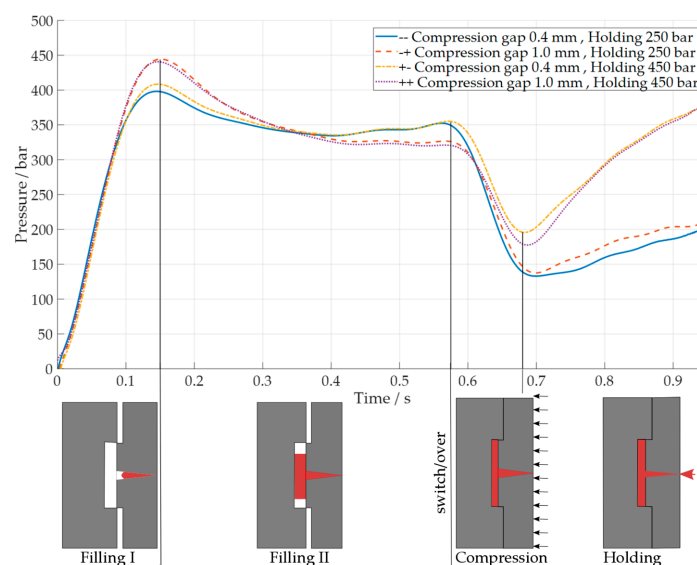 500
450
400
350
300
250
200
150
100
50
0
Pressure / bar
-- Compression gap 0.4 mm , Holding 250 bar
-+ Compression gap 1.0 mm , Holding 250 bar
+- Compression gap 0.4 mm , Holding 450 bar
++ Compression gap 1.0 mm , Holding 450 bar
0 0.1 0.2 0.3 0.4 0.5 0.6 0.7 0.8 0.9
Time / s
switch/over
Filling I Filling II Compression Holding